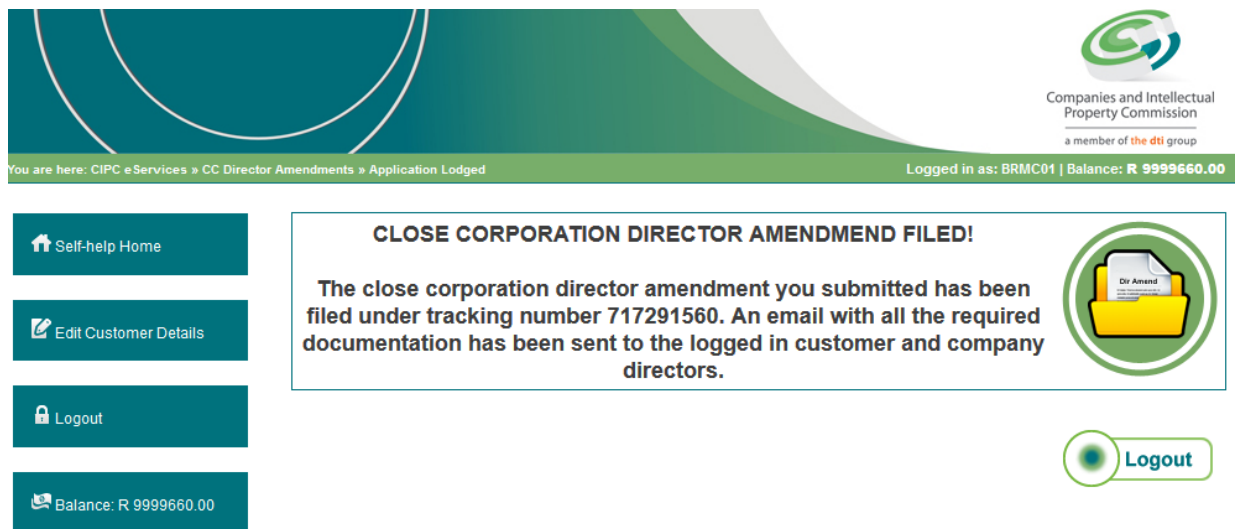 Companies and Intellectual
Property Commission
a member of the dti group
You are here: CIPC eServices » CC Director Amendments » Application Lodged
Logged in as: BRMC01 | Balance: R 9999660.00
Self-help Home
Edit Customer Details
Logout
Balance: R 9999660.00
CLOSE CORPORATION DIRECTOR AMENDMEND FILED!
The close corporation director amendment you submitted has been
filed under tracking number 717291560. An email with all the required
documentation has been sent to the logged in customer and company
directors.
Dir Amend
Logout